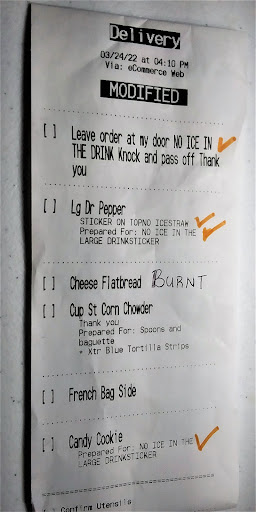 Delivery
03/24/22 at 04:10 PM
Via: eCommerce Web
MODIFIED
[ ] Leave order at my door NO ICE IN
THE DRINK Knock and pass off Thank
you
[ ] Lg Dr Pepper
STICKER ON TOPNO ICESTRAW
Prepared For: NO ICE IN THE
LARGE DRINKSTICKER
[ ] Cheese Flatbread BURNT
[ ] Cup St Corn Chowder
Thank you
Prepared For: Spoons and
baguette
* Xtr Blue Tortilla Strips
[ ] French Bag Side
[ ] Candy Cookie
Prepared For: NO ICE IN THE
LARGE DRINKSTICKER
[ ] Confirm Utensils